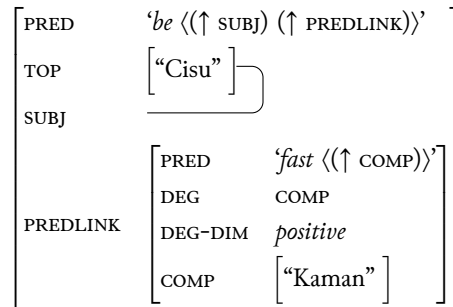 PRED ‘be ⟨(↑ SUBJ) (↑ PREDLINK)⟩’
TOP [“Cisu”]
SUBJ
PRED ‘fast ⟨(↑ COMP)⟩’
DEG COMP
PREDLINK
DEG-DIM positive
COMP [“Kaman”]